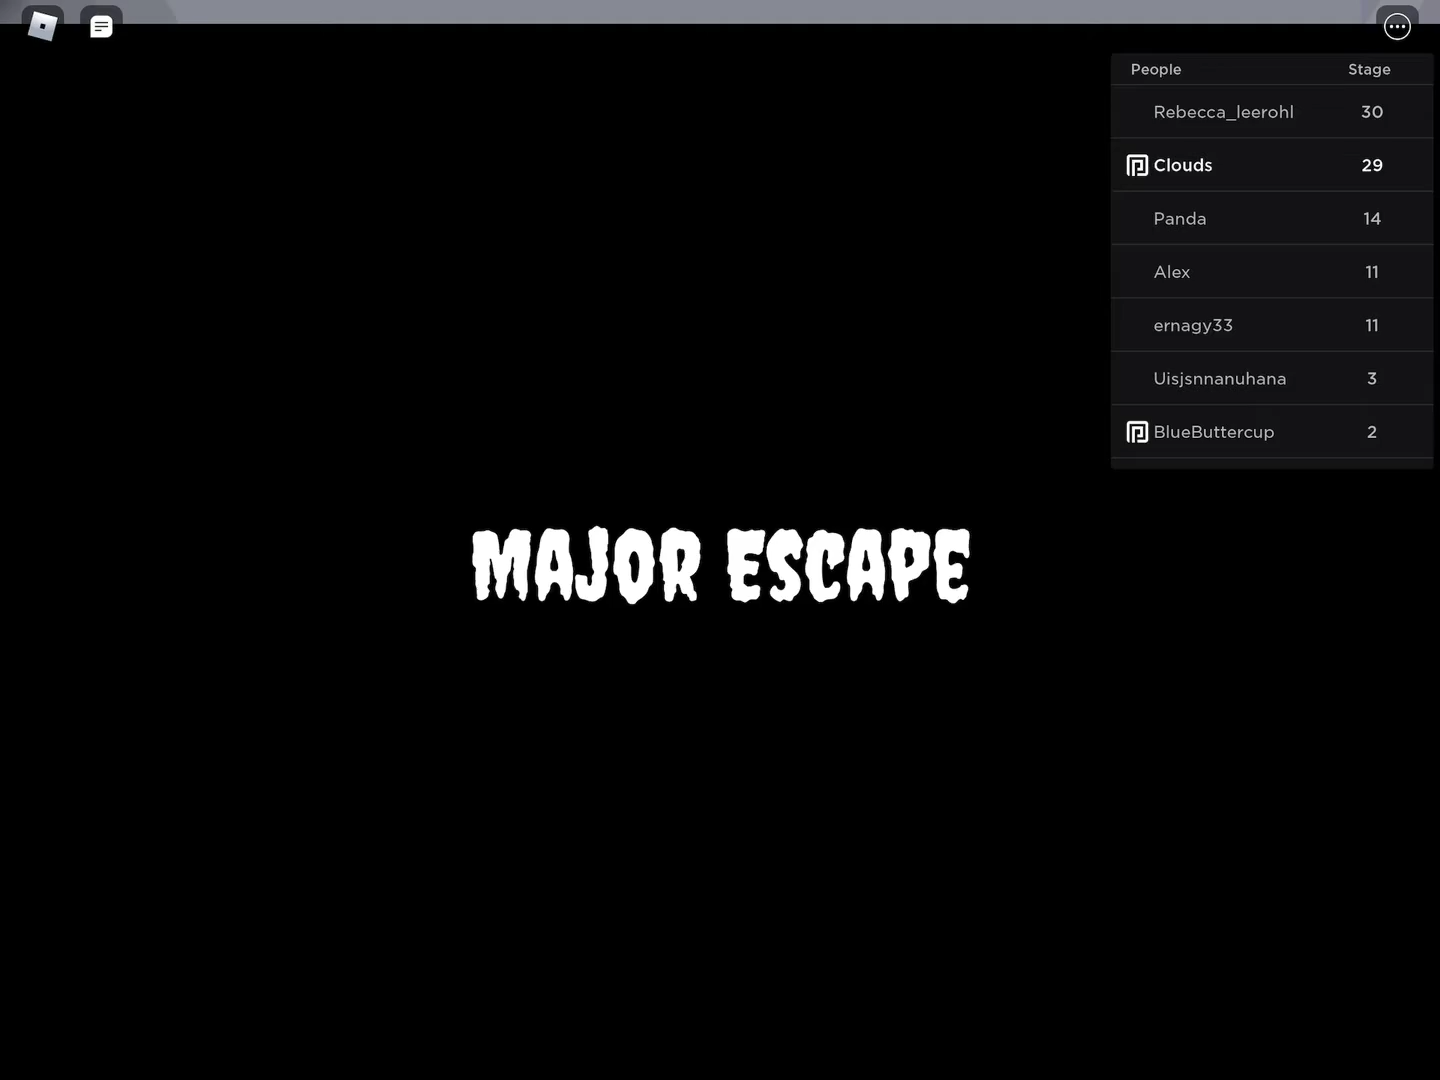 People Stage
Rebecca_leerohl 30
Clouds 29
Panda 14
Alex 11
ernagy33 11
Uisjsnnanuhana 3
BlueButtercup 2
MAJOR ESCAPE